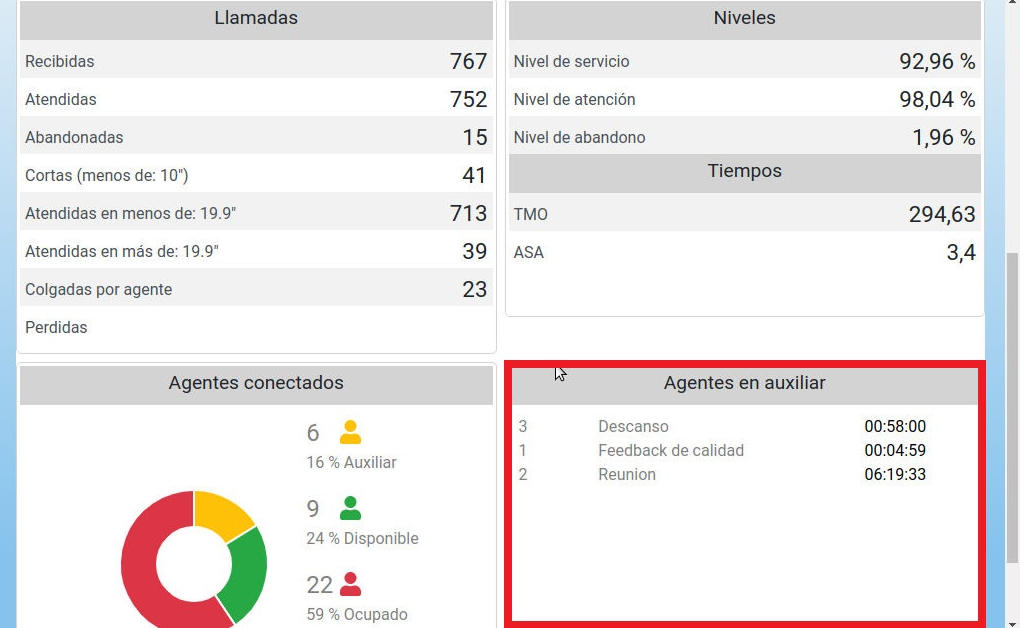 Llamadas
Recibidas 767
Atendidas 752
Abandonadas 15
Cortas (menos de: 10") 41
Atendidas en menos de: 19.9" 713
Atendidas en más de: 19.9" 39
Colgadas por agente 23
Perdidas
Niveles
Nivel de servicio 92,96 %
Nivel de atención 98,04 %
Nivel de abandono 1,96 %
Tiempos
TMO 294,63
ASA 3,4
Agentes conectados
6
16 % Auxiliar
9
24 % Disponible
22
59 % Ocupado
Agentes en auxiliar
3 Descanso 00:58:00
1 Feedback de calidad 00:04:59
2 Reunion 06:19:33